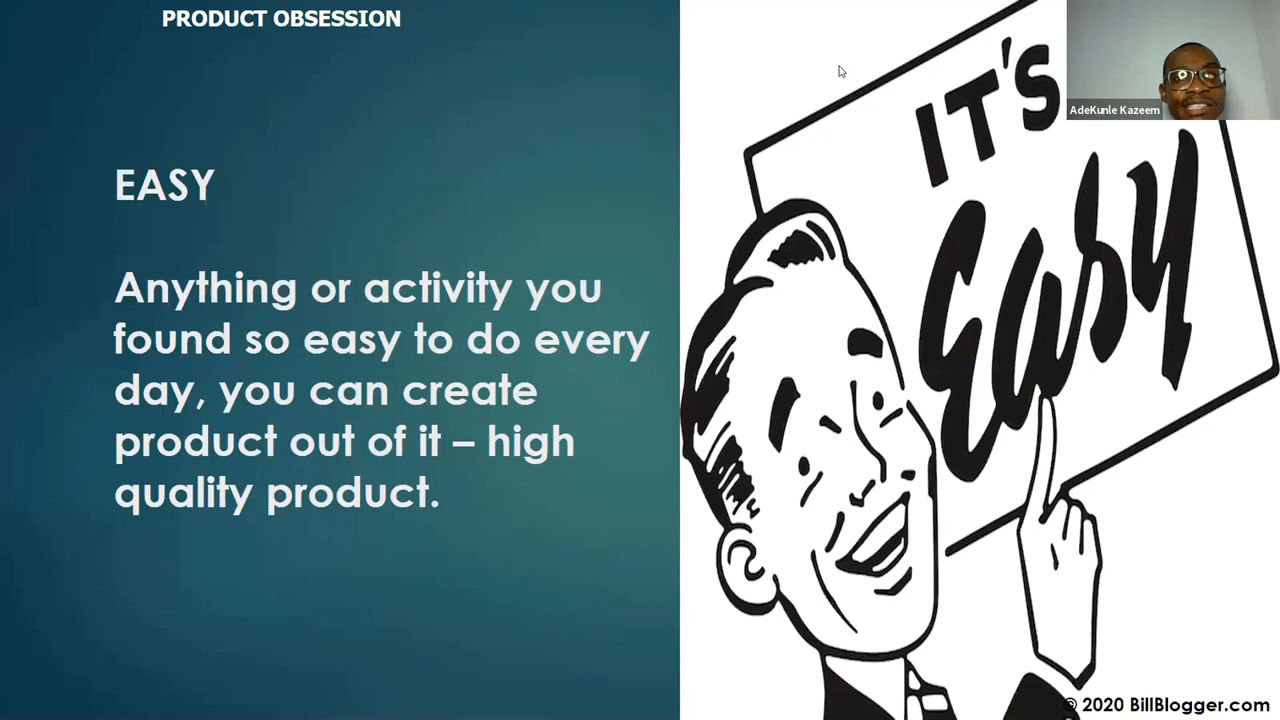 PRODUCT OBSESSION
EASY
Anything or activity you
found so easy to do every
day, you can create
product out of it – high
quality product.
IT'S
Easy
AdeKunle Kazeem
© 2020 BillBlogger.com